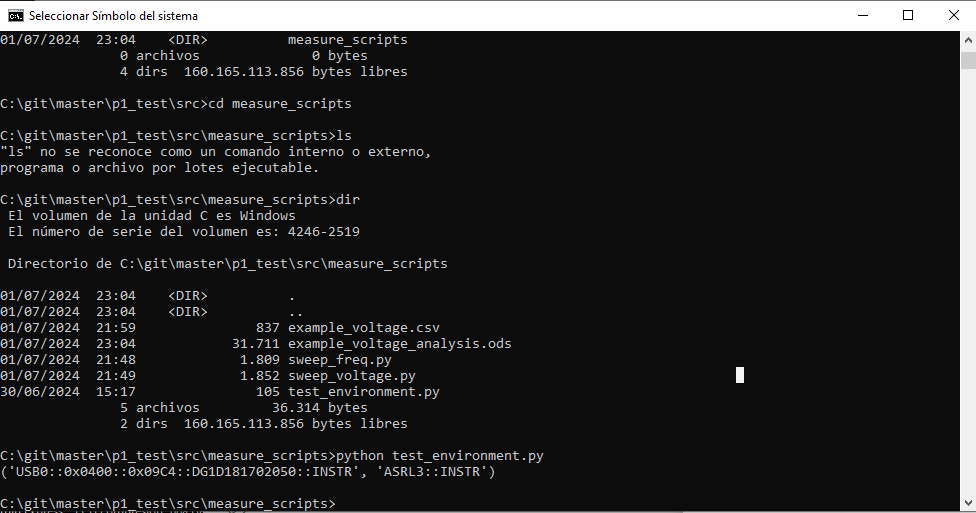 Seleccionar Símbolo del sistema
01/07/2024  23:04    <DIR>          measure_scripts
               0 archivos              0 bytes
               4 dirs  160.165.113.856 bytes libres
C:\git\master\p1_test\src>cd measure_scripts
C:\git\master\p1_test\src\measure_scripts>ls
"ls" no se reconoce como un comando interno o externo,
programa o archivo por lotes ejecutable.
C:\git\master\p1_test\src\measure_scripts>dir
 El volumen de la unidad C es Windows
 El número de serie del volumen es: 4246-2519
 Directorio de C:\git\master\p1_test\src\measure_scripts
01/07/2024  23:04    <DIR>          .
01/07/2024  23:04    <DIR>          ..
01/07/2024  21:59               837 example_voltage.csv
01/07/2024  23:04            31.711 example_voltage_analysis.ods
01/07/2024  21:48             1.809 sweep_freq.py
01/07/2024  21:49             1.852 sweep_voltage.py
30/06/2024  15:17               105 test_environment.py
               5 archivos         36.314 bytes
               2 dirs  160.165.113.856 bytes libres
C:\git\master\p1_test\src\measure_scripts>python test_environment.py
('USB0::0x0400::0x09C4::DG1D181702050::INSTR', 'ASRL3::INSTR')
C:\git\master\p1_test\src\measure_scripts>